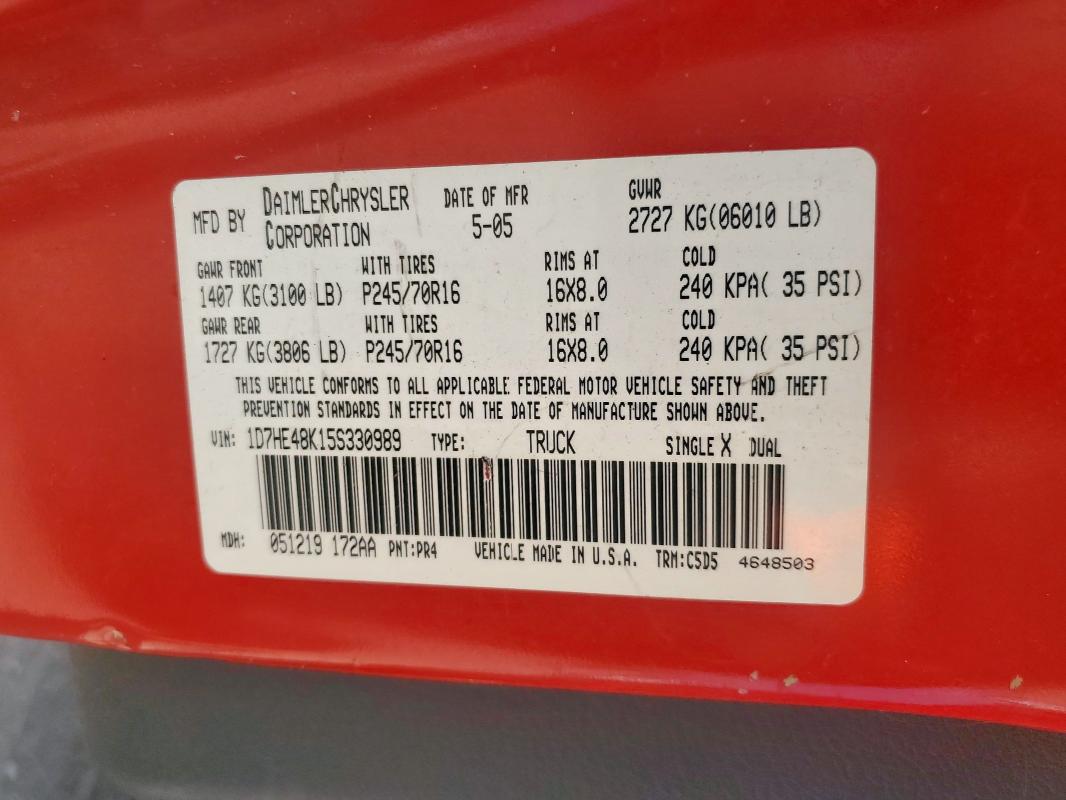 MFD BY DAIMLERCHRYSLER CORPORATION DATE OF MFR 5-05 GVWR 2727 KG(06010 LB)
GAWR FRONT WITH TIRES RIMS AT COLD
1407 KG(3100 LB) P245/70R16 16X8.0 240 KPA( 35 PSI)
GAWR REAR WITH TIRES RIMS AT COLD
1727 KG(3806 LB) P245/70R16 16X8.0 240 KPA( 35 PSI)
THIS VEHICLE CONFORMS TO ALL APPLICABLE FEDERAL MOTOR VEHICLE SAFETY AND THEFT
PREVENTION STANDARDS IN EFFECT ON THE DATE OF MANUFACTURE SHOWN ABOVE.
VIN: 1D7HE48K15S330989 TYPE: TRUCK SINGLE X DUAL
MDH: 051219 172AA PNT:PR4 VEHICLE MADE IN U.S.A. TRM:C5D5 4648503